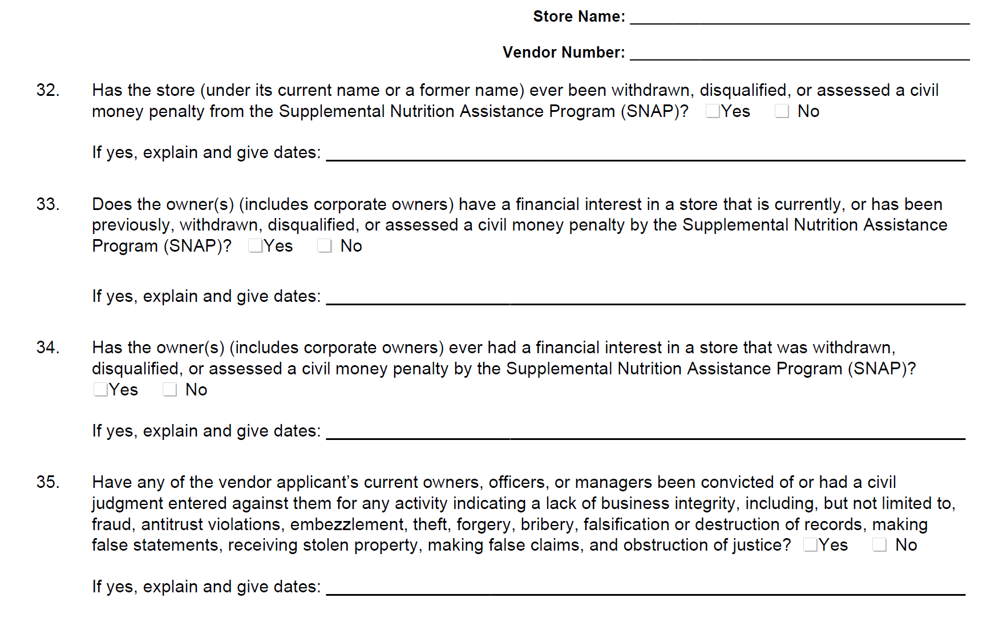 Store Name:
Vendor Number:
32. Has the store (under its current name or a former name) ever been withdrawn, disqualified, or assessed a civil
money penalty from the Supplemental Nutrition Assistance Program (SNAP)? Yes No
If yes, explain and give dates:
33. Does the owner(s) (includes corporate owners) have a financial interest in a store that is currently, or has been
previously, withdrawn, disqualified, or assessed a civil money penalty by the Supplemental Nutrition Assistance
Program (SNAP)? Yes No
If yes, explain and give dates:
34. Has the owner(s) (includes corporate owners) ever had a financial interest in a store that was withdrawn,
disqualified, or assessed a civil money penalty by the Supplemental Nutrition Assistance Program (SNAP)?
Yes No
If yes, explain and give dates:
35. Have any of the vendor applicant’s current owners, officers, or managers been convicted of or had a civil
judgment entered against them for any activity indicating a lack of business integrity, including, but not limited to,
fraud, antitrust violations, embezzlement, theft, forgery, bribery, falsification or destruction of records, making
false statements, receiving stolen property, making false claims, and obstruction of justice? Yes No
If yes, explain and give dates: